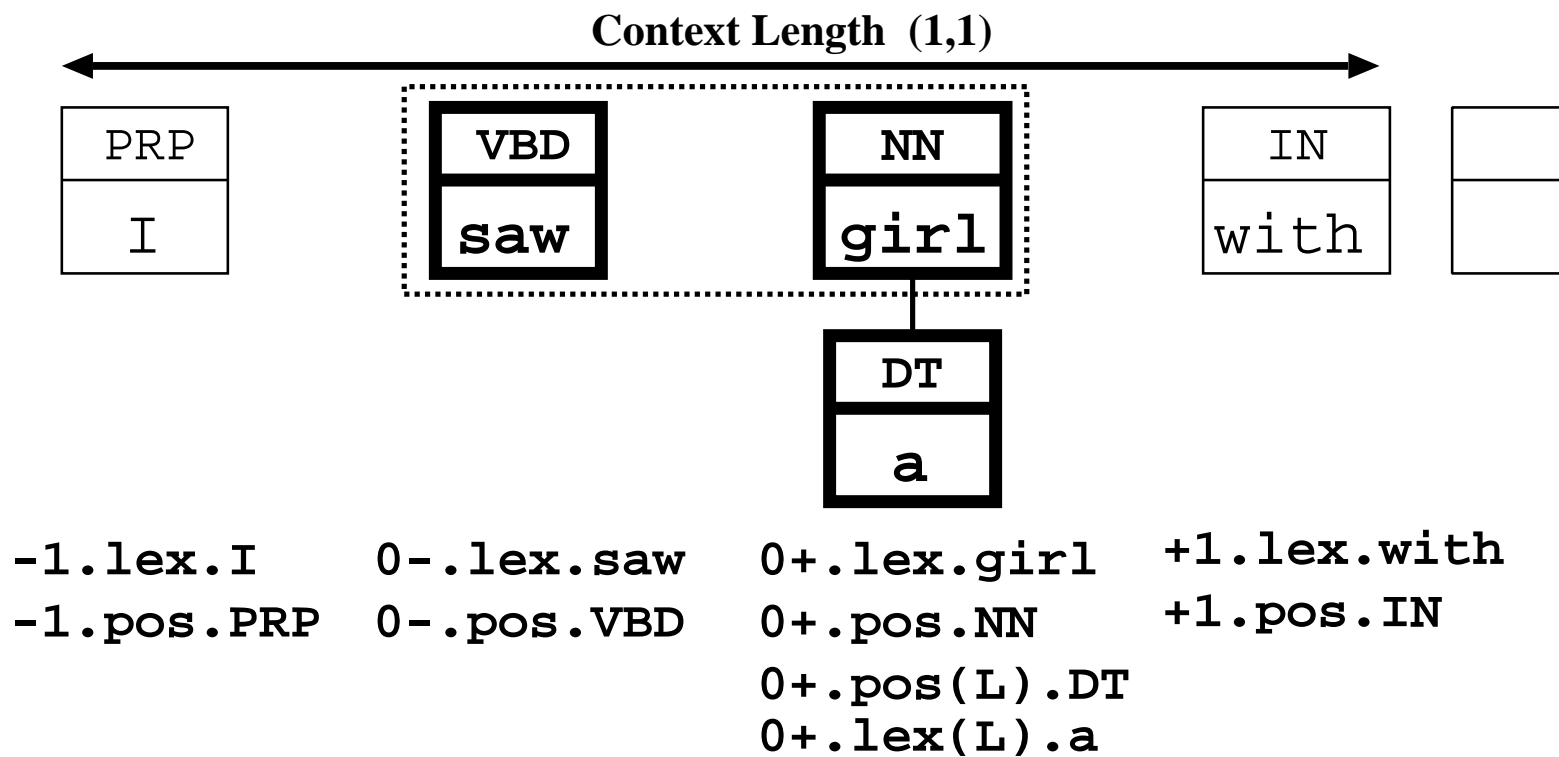 Context Length (1,1)
PRP VBD NN IN
I saw girl with
DT
a
-1.lex.I 0-.lex.saw 0+.lex.girl +1.lex.with
-1.pos.PRP 0-.pos.VBD 0+.pos.NN +1.pos.IN
0+.pos(L).DT
0+.lex(L).a